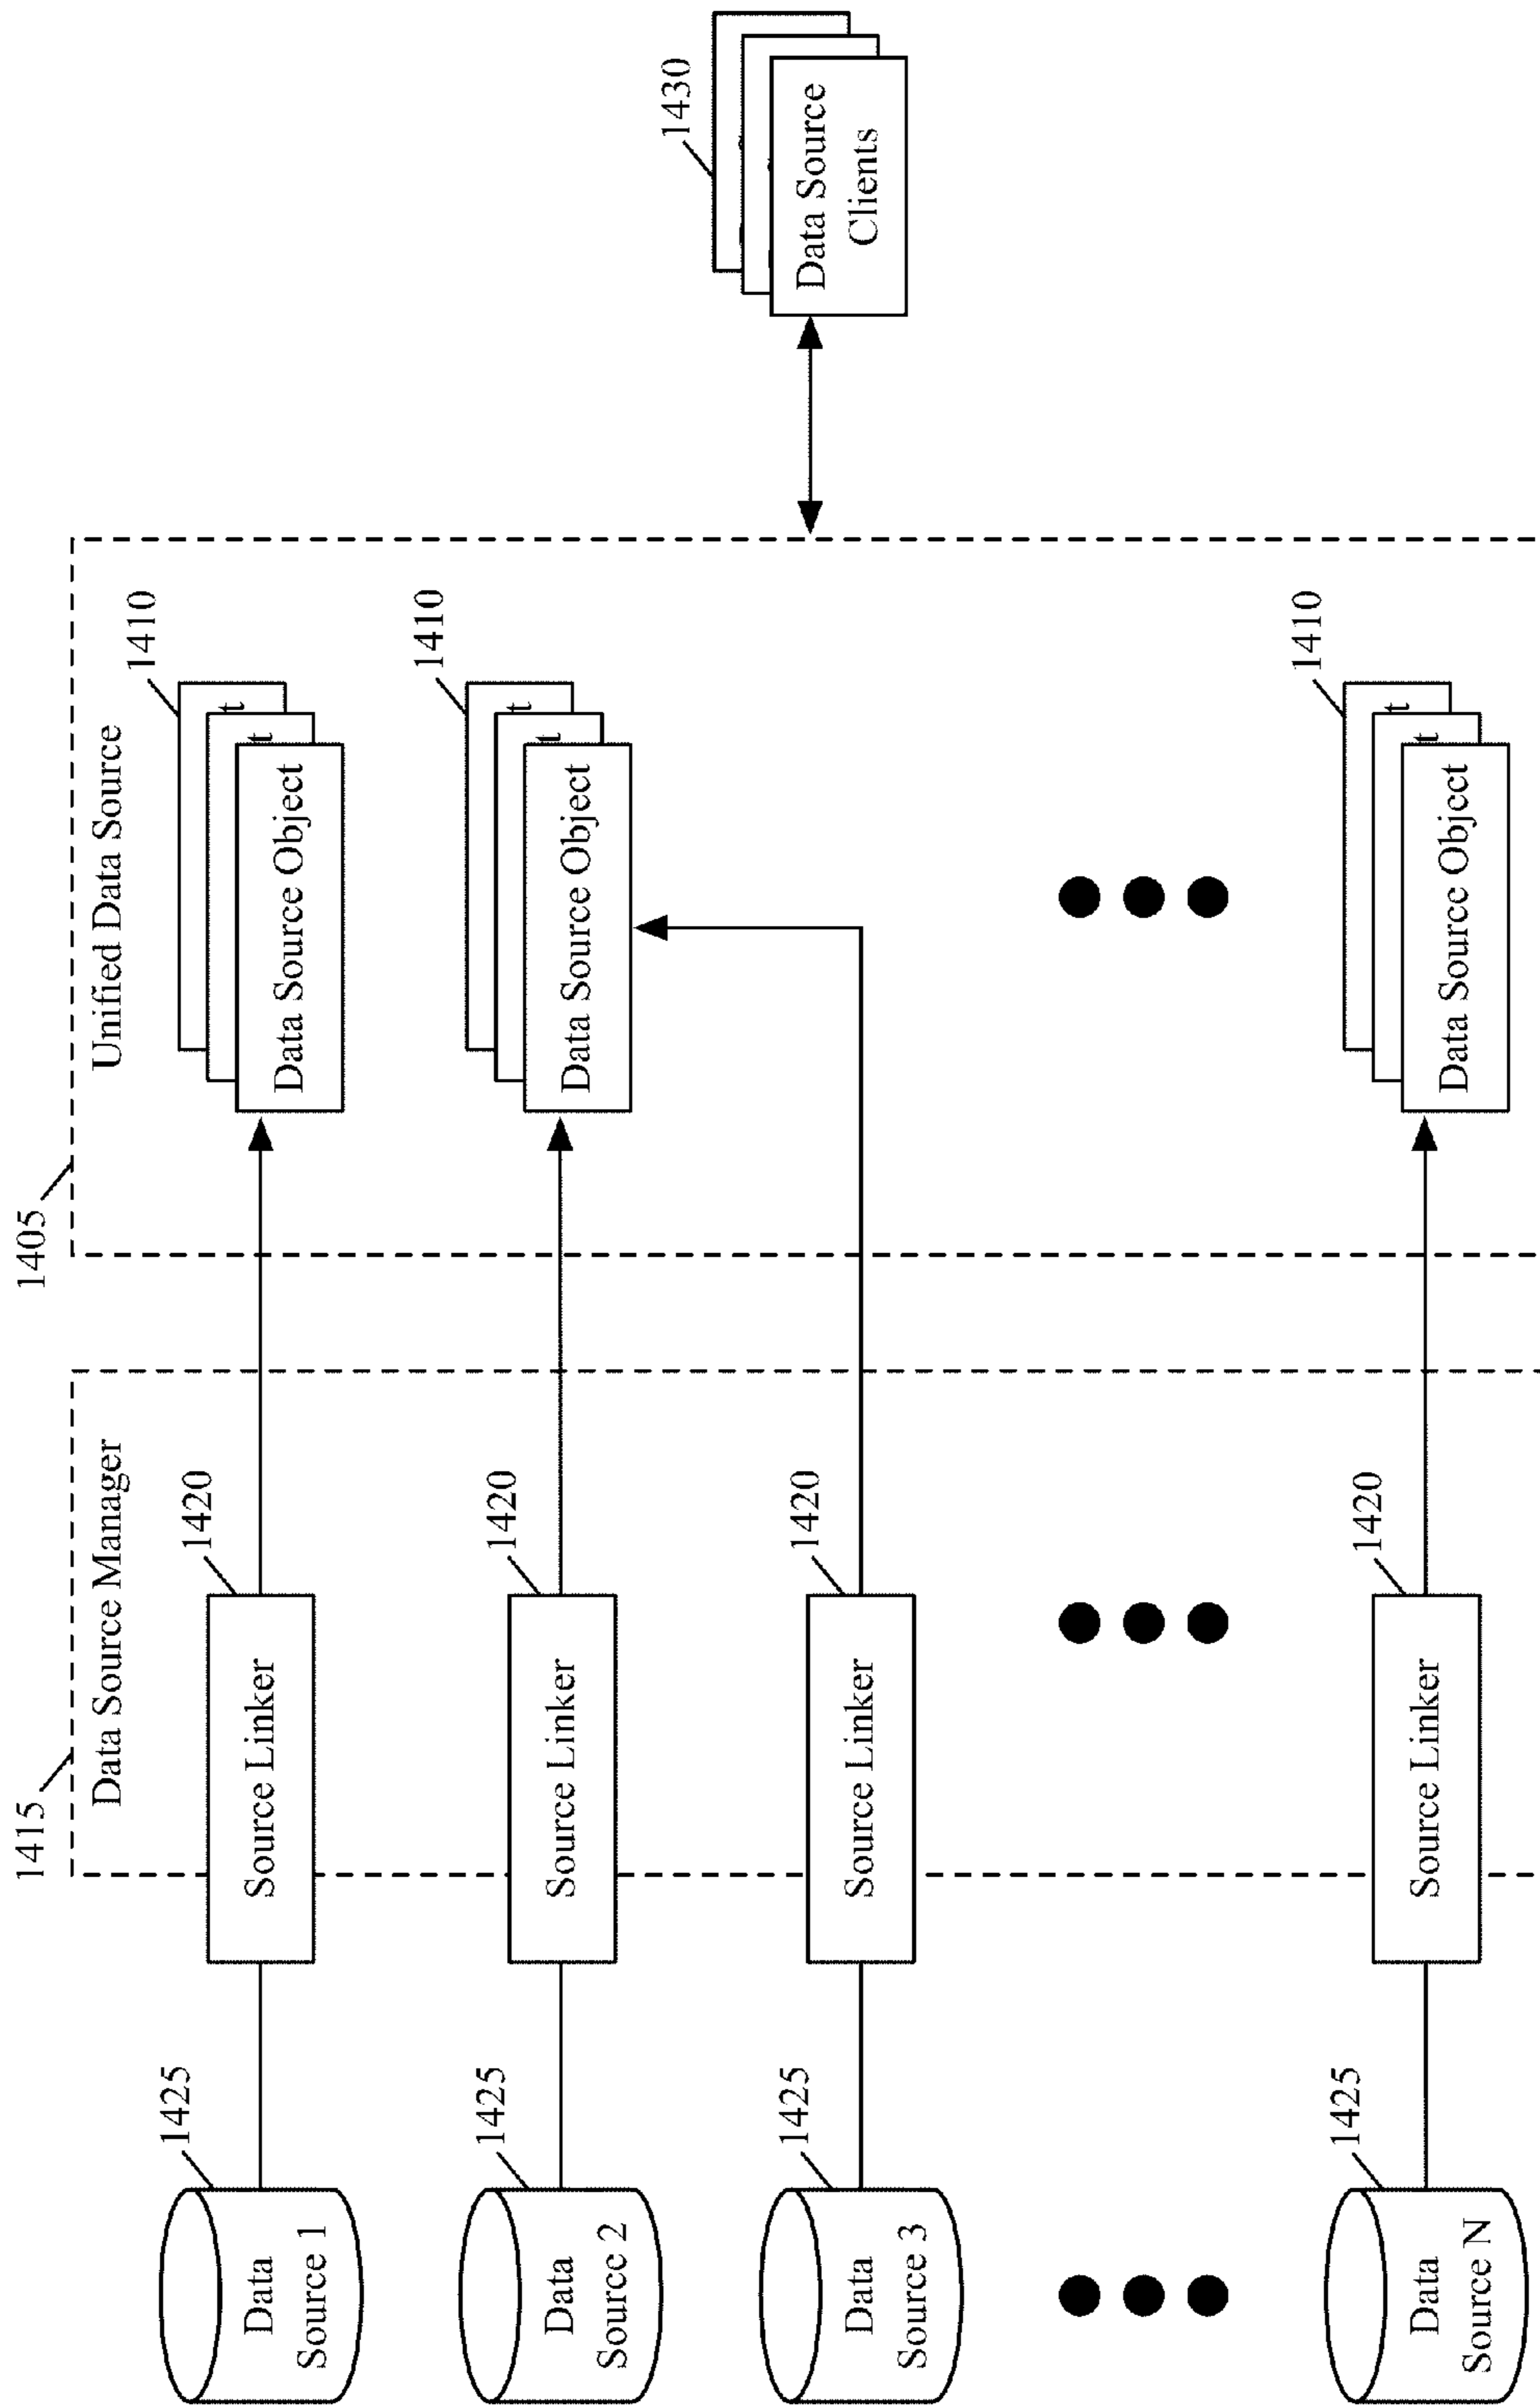 1415
1405
Data Source Manager
Unified Data Source
1425
1420
1410
Data
Source 1
Source Linker
t
t
Data Source Object
1425
1420
1410
Data
Source 2
Source Linker
t
t
Data Source Object
1430
Data Source
Clients
1425
1420
Data
Source 3
Source Linker
1425
1420
1410
Data
Source N
Source Linker
t
t
Data Source Object